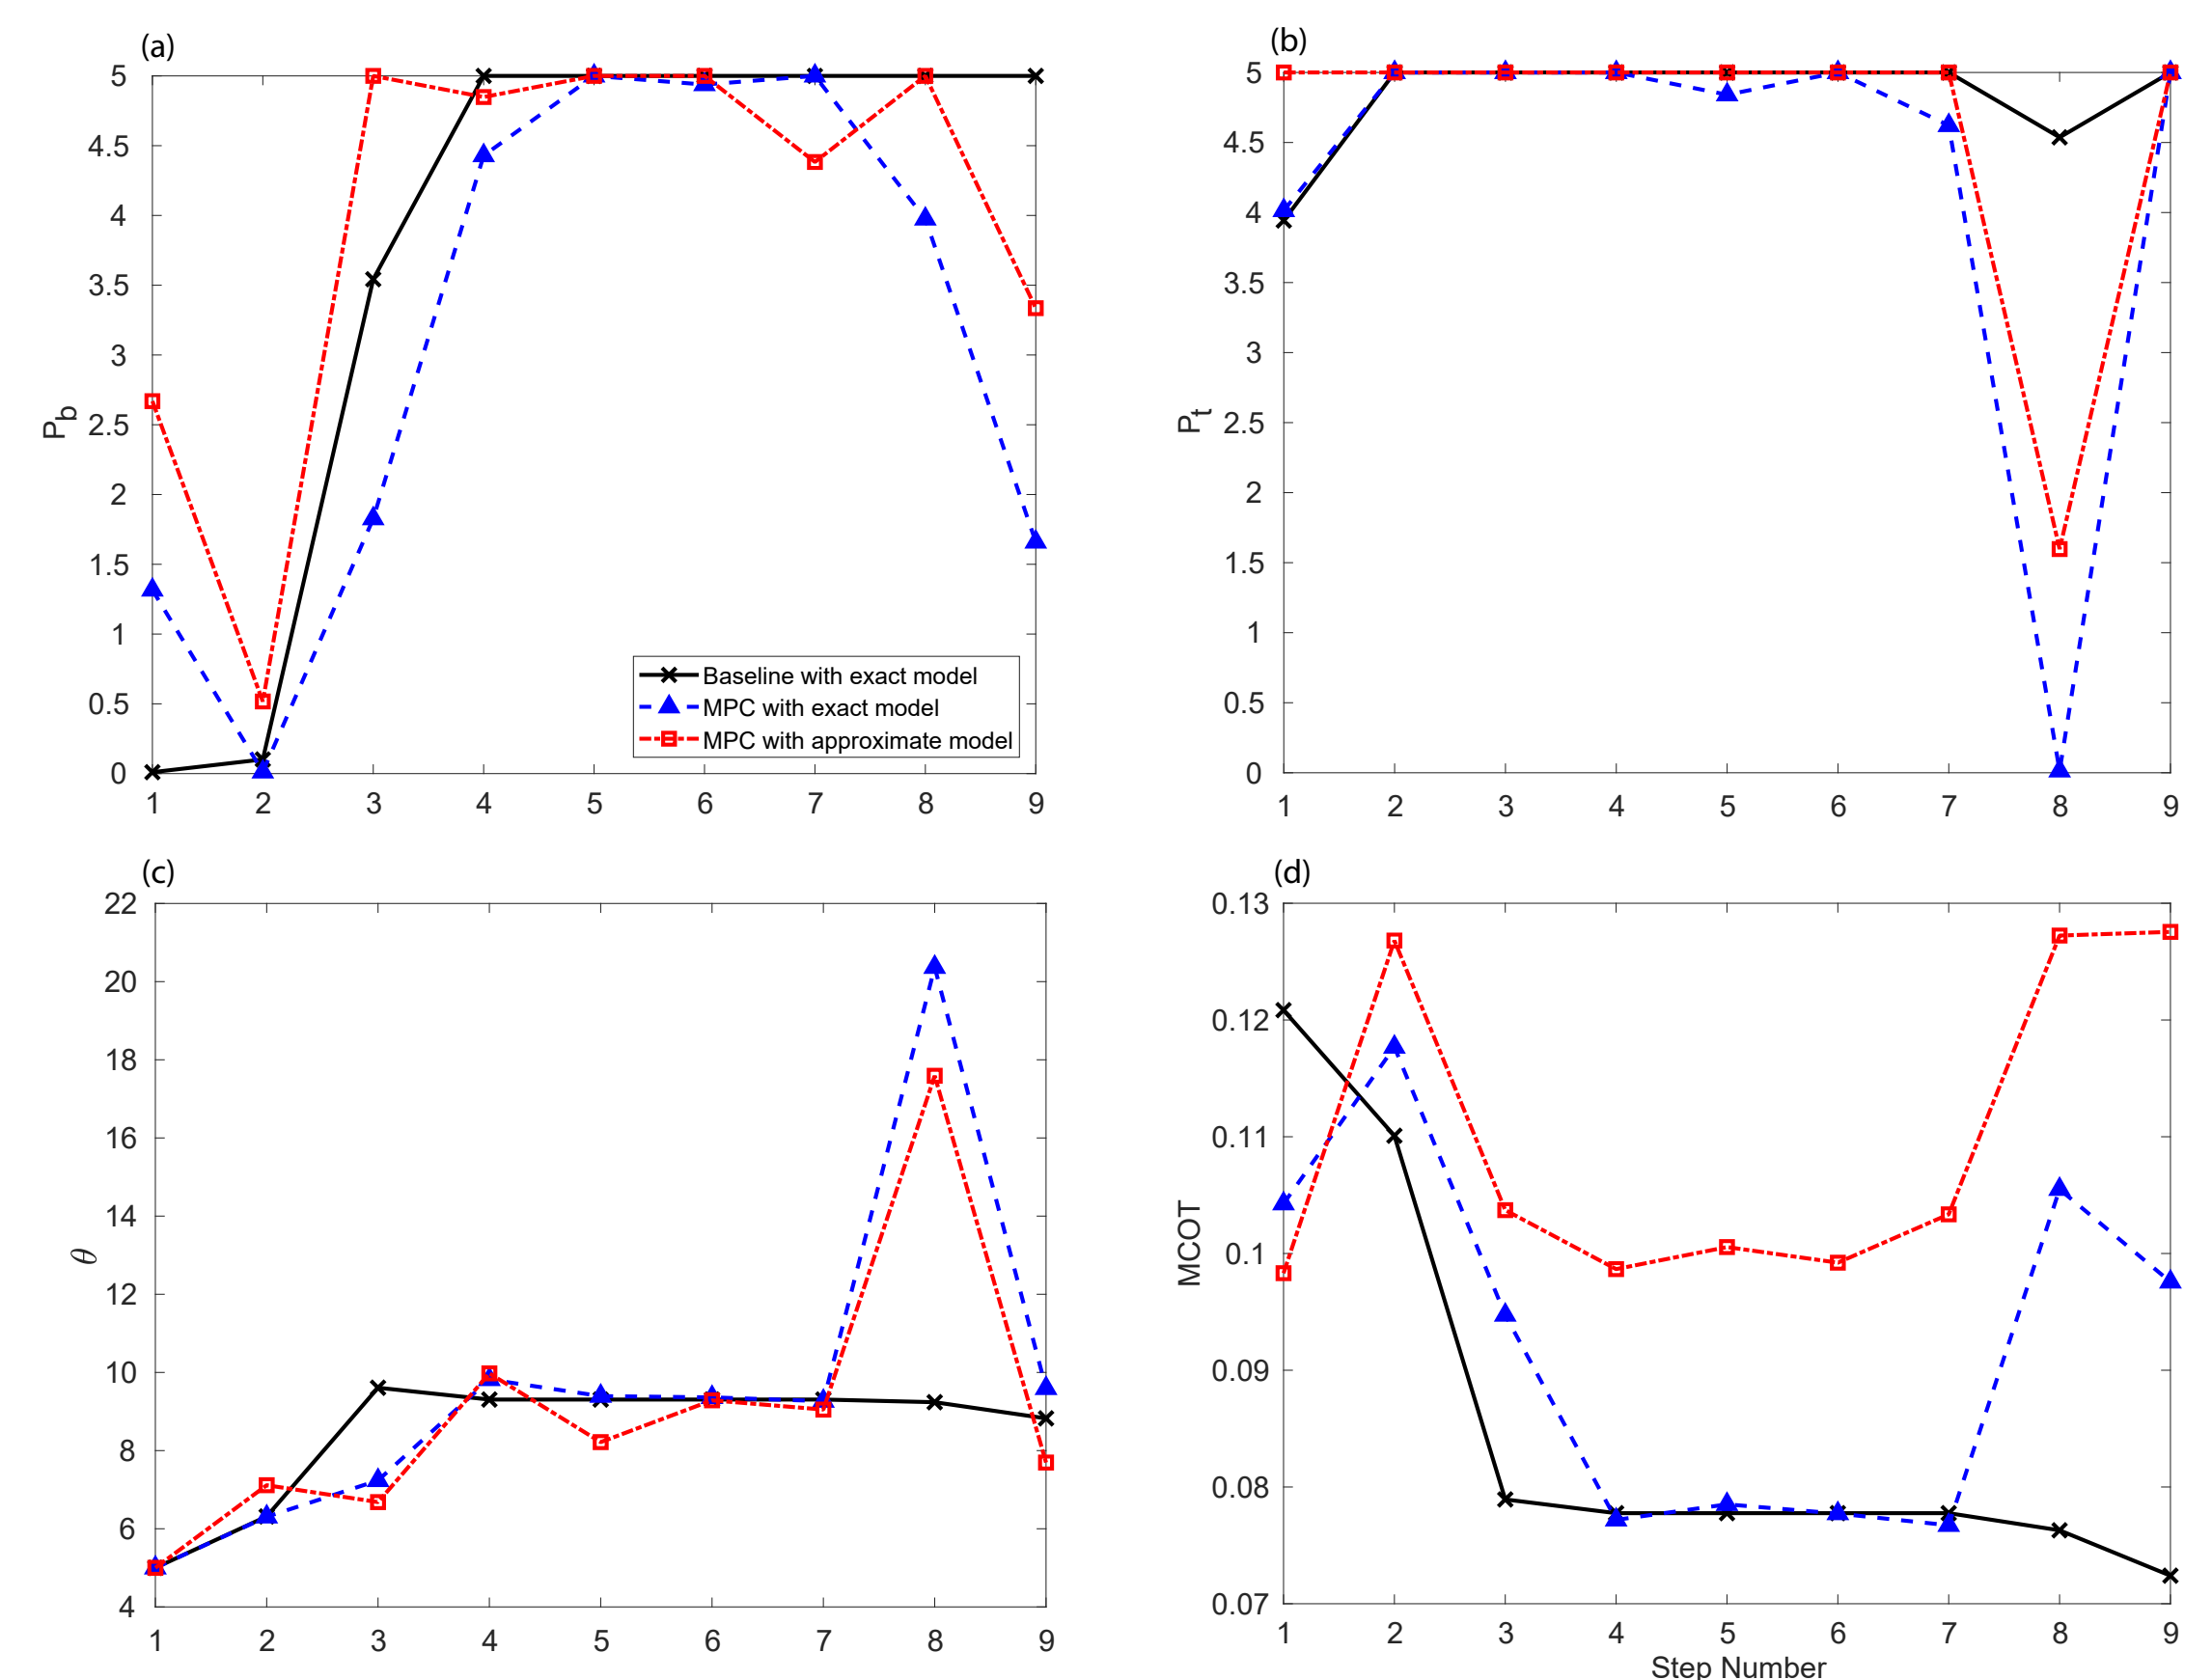 (a)
5
4.5
4
3.5
3
2.5
2
1.5
1
0.5
0
P_b
1 2 3 4 5 6 7 8 9
Baseline with exact model
MPC with exact model
MPC with approximate model
(b)
5
4.5
4
3.5
3
2.5
2
1.5
1
0.5
0
P_t
1 2 3 4 5 6 7 8 9
(c)
22
20
18
16
14
12
10
8
6
4
θ
1 2 3 4 5 6 7 8 9
(d)
0.13
0.12
0.11
0.1
0.09
0.08
0.07
MCOT
1 2 3 4 5 6 7 8 9
Step Number